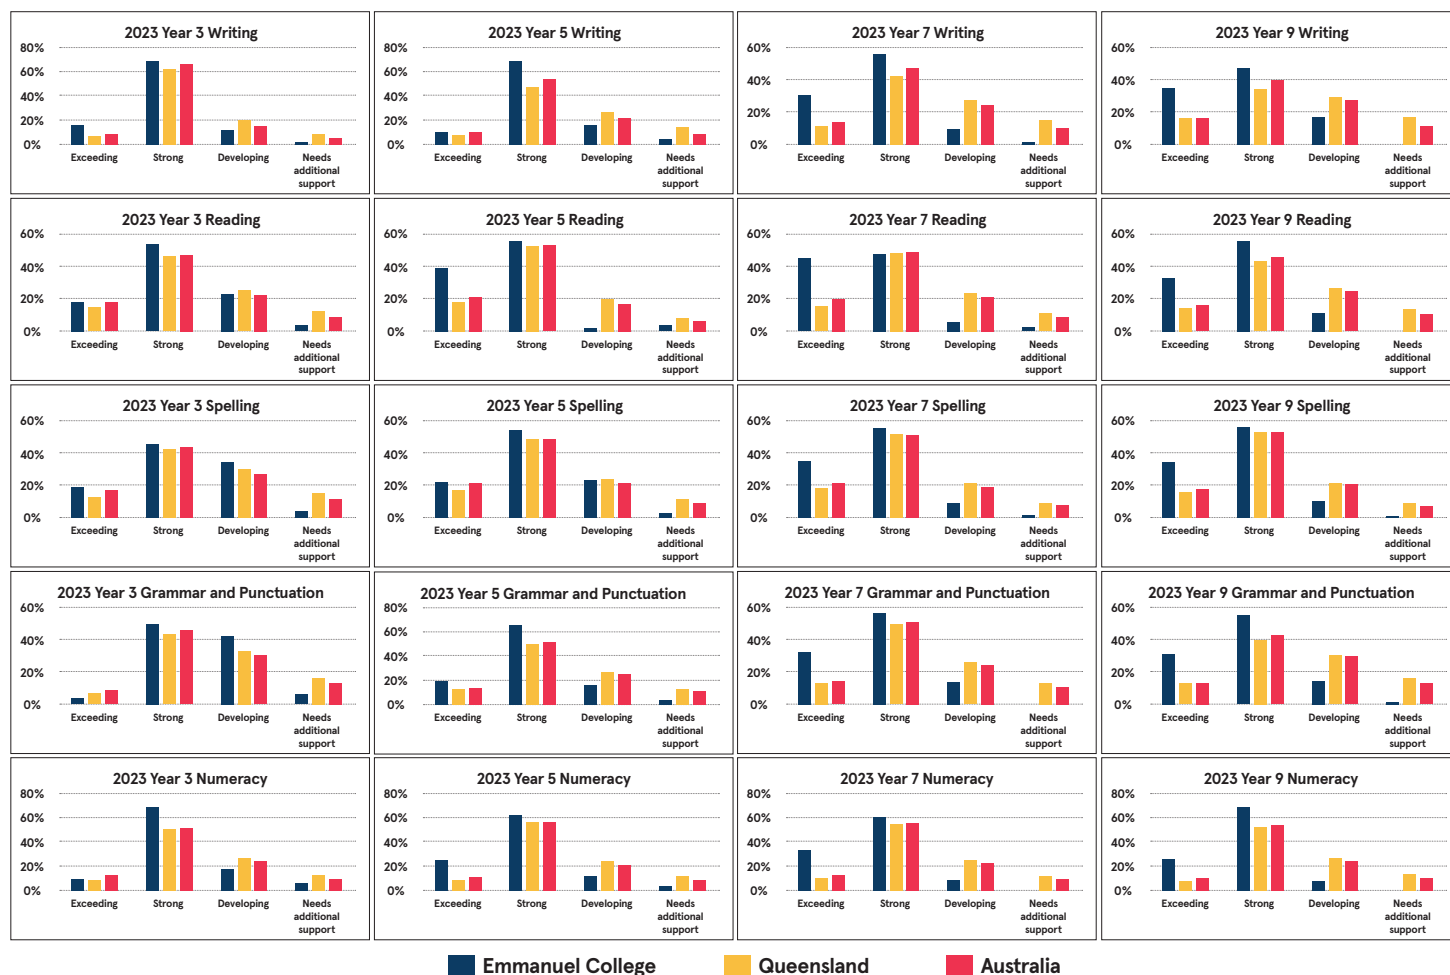 2023 Year 3 Writing
80%
60%
40%
20%
0%
Exceeding
Strong
Developing
Needs
additional
support
2023 Year 5 Writing
80%
60%
40%
20%
0%
Exceeding
Strong
Developing
Needs
additional
support
2023 Year 7 Writing
60%
40%
20%
0%
Exceeding
Strong
Developing
Needs
additional
support
2023 Year 9 Writing
60%
40%
20%
0%
Exceeding
Strong
Developing
Needs
additional
support
2023 Year 3 Reading
60%
40%
20%
0%
Exceeding
Strong
Developing
Needs
additional
support
2023 Year 5 Reading
60%
40%
20%
0%
Exceeding
Strong
Developing
Needs
additional
support
2023 Year 7 Reading
60%
40%
20%
0%
Exceeding
Strong
Developing
Needs
additional
support
2023 Year 9 Reading
60%
40%
20%
0%
Exceeding
Strong
Developing
Needs
additional
support
2023 Year 3 Spelling
60%
40%
20%
0%
Exceeding
Strong
Developing
Needs
additional
support
2023 Year 5 Spelling
60%
40%
20%
0%
Exceeding
Strong
Developing
Needs
additional
support
2023 Year 7 Spelling
60%
40%
20%
0%
Exceeding
Strong
Developing
Needs
additional
support
2023 Year 9 Spelling
60%
40%
20%
0%
Exceeding
Strong
Developing
Needs
additional
support
2023 Year 3 Grammar and Punctuation
60%
40%
20%
0%
Exceeding
Strong
Developing
Needs
additional
support
2023 Year 5 Grammar and Punctuation
80%
60%
40%
20%
0%
Exceeding
Strong
Developing
Needs
additional
support
2023 Year 7 Grammar and Punctuation
60%
40%
20%
0%
Exceeding
Strong
Developing
Needs
additional
support
2023 Year 9 Grammar and Punctuation
60%
40%
20%
0%
Exceeding
Strong
Developing
Needs
additional
support
2023 Year 3 Numeracy
80%
60%
40%
20%
0%
Exceeding
Strong
Developing
Needs
additional
support
2023 Year 5 Numeracy
80%
60%
40%
20%
0%
Exceeding
Strong
Developing
Needs
additional
support
2023 Year 7 Numeracy
80%
60%
40%
20%
0%
Exceeding
Strong
Developing
Needs
additional
support
2023 Year 9 Numeracy
80%
60%
40%
20%
0%
Exceeding
Strong
Developing
Needs
additional
support
Emmanuel College
Queensland
Australia